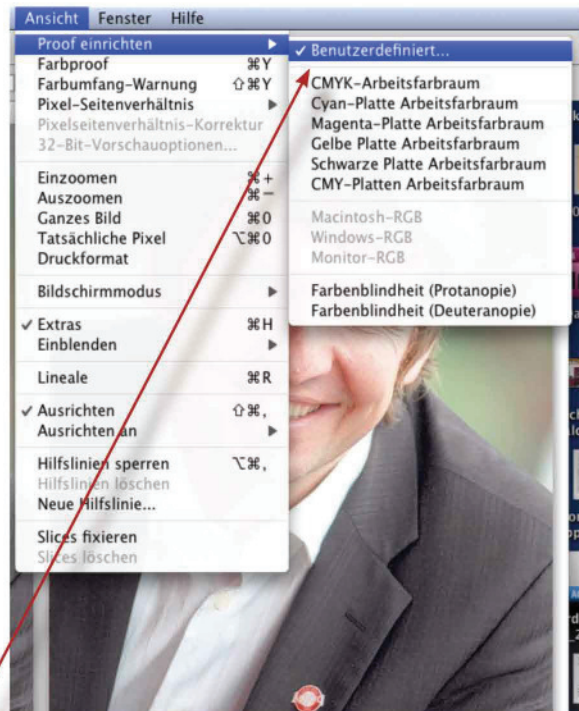 Ansicht Fenster Hilfe
Proof einrichten
Farbproof ⌘Y
Farbumfang-Warnung ⇧⌘Y
Pixel-Seitenverhältnis
Pixelseitenverhältnis-Korrektur
32-Bit-Vorschauoptionen...
Einzoomen ⌘+
Auszoomen ⌘−
Ganzes Bild ⌘0
Tatsächliche Pixel ⌥⌘0
Druckformat
Bildschirmmodus
✓ Extras ⌘H
Einblenden
Lineale ⌘R
✓ Ausrichten ⇧⌘,
Ausrichten an
Hilfslinien sperren ⌥⌘,
Hilfslinien löschen
Neue Hilfslinie...
Slices fixieren
Slices löschen
✓ Benutzerdefiniert...
CMYK-Arbeitsfarbraum
Cyan-Platte Arbeitsfarbraum
Magenta-Platte Arbeitsfarbraum
Gelbe Platte Arbeitsfarbraum
Schwarze Platte Arbeitsfarbraum
CMY-Platten Arbeitsfarbraum
Macintosh-RGB
Windows-RGB
Monitor-RGB
Farbenblindheit (Protanopie)
Farbenblindheit (Deuteranopie)